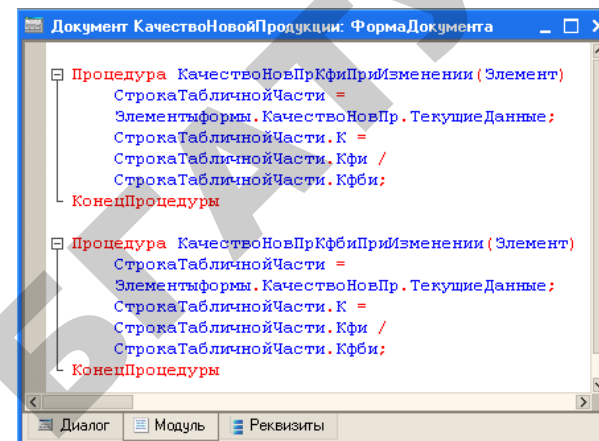 Документ КачествоНовойПродукции: ФормаДокумента
Процедура КачествоНовПрКфиПриИзменении(Элемент)
СтрокаТабличнойЧасти =
Элементыформы.КачествоНовПр.ТекущиеДанные;
СтрокаТабличнойЧасти.К =
СтрокаТабличнойЧасти.Кфи /
СтрокаТабличнойЧасти.Кфби;
КонецПроцедуры
Процедура КачествоНовПрКфбиПриИзменении(Элемент)
СтрокаТабличнойЧасти =
Элементыформы.КачествоНовПр.ТекущиеДанные;
СтрокаТабличнойЧасти.К =
СтрокаТабличнойЧасти.Кфи /
СтрокаТабличнойЧасти.Кфби;
КонецПроцедуры
Диалог Модуль Реквизиты
БГАТУ